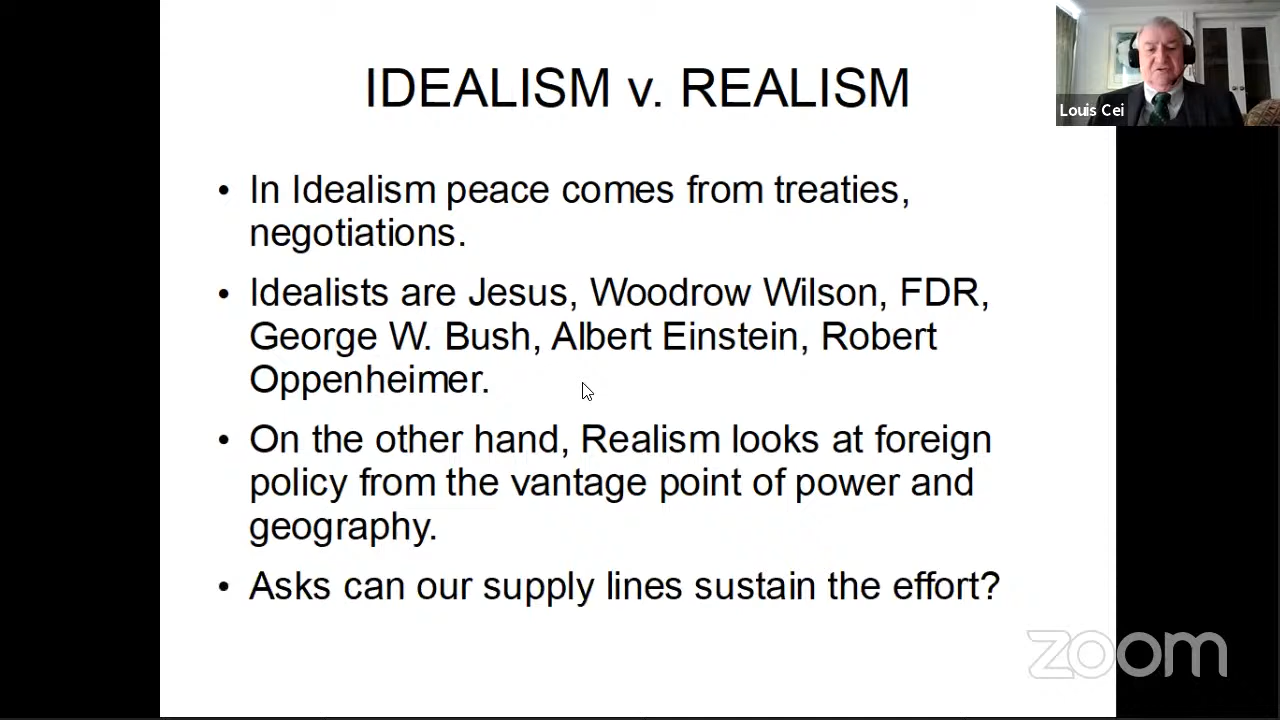 IDEALISM v. REALISM
Louis Cei
• In Idealism peace comes from treaties,
negotiations.
• Idealists are Jesus, Woodrow Wilson, FDR,
George W. Bush, Albert Einstein, Robert
Oppenheimer.
• On the other hand, Realism looks at foreign
policy from the vantage point of power and
geography.
• Asks can our supply lines sustain the effort?
zoom